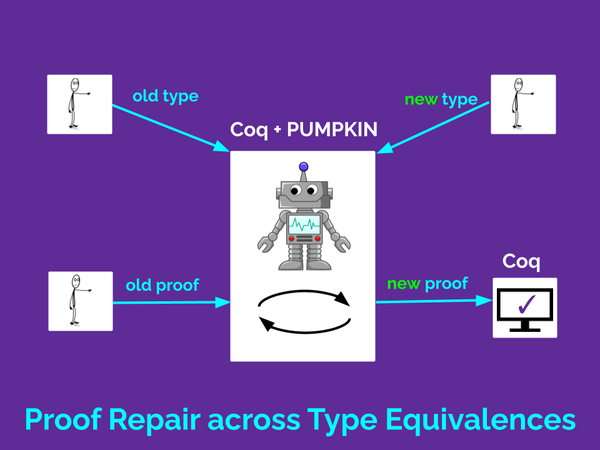 old type
new type
Coq + PUMPKIN
Coq
old proof
new proof
Proof Repair across Type Equivalences